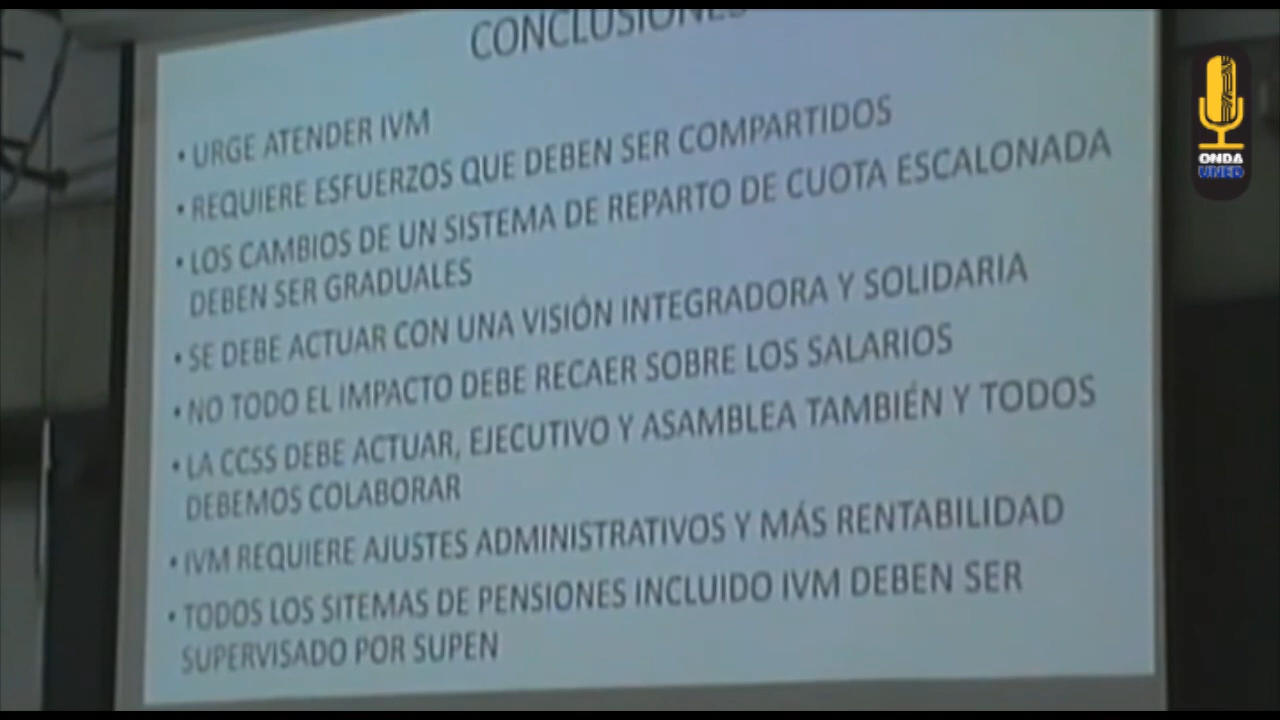 CONCLUSIONES
• URGE ATENDER IVM
• REQUIERE ESFUERZOS QUE DEBEN SER COMPARTIDOS
• LOS CAMBIOS DE UN SISTEMA DE REPARTO DE CUOTA ESCALONADA
DEBEN SER GRADUALES
• SE DEBE ACTUAR CON UNA VISIÓN INTEGRADORA Y SOLIDARIA
• NO TODO EL IMPACTO DEBE RECAER SOBRE LOS SALARIOS
• LA CCSS DEBE ACTUAR, EJECUTIVO Y ASAMBLEA TAMBIÉN Y TODOS
DEBEMOS COLABORAR
• IVM REQUIERE AJUSTES ADMINISTRATIVOS Y MÁS RENTABILIDAD
• TODOS LOS SITEMAS DE PENSIONES INCLUIDO IVM DEBEN SER
SUPERVISADO POR SUPEN
ONDA
UNED